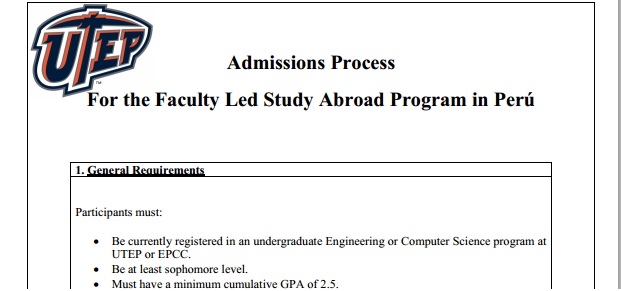 UTEP
TM
Admissions Process
For the Faculty Led Study Abroad Program in Perú
1. General Requirements
Participants must:
• Be currently registered in an undergraduate Engineering or Computer Science program at
UTEP or EPCC.
• Be at least sophomore level.
• Must have a minimum cumulative GPA of 2.5.